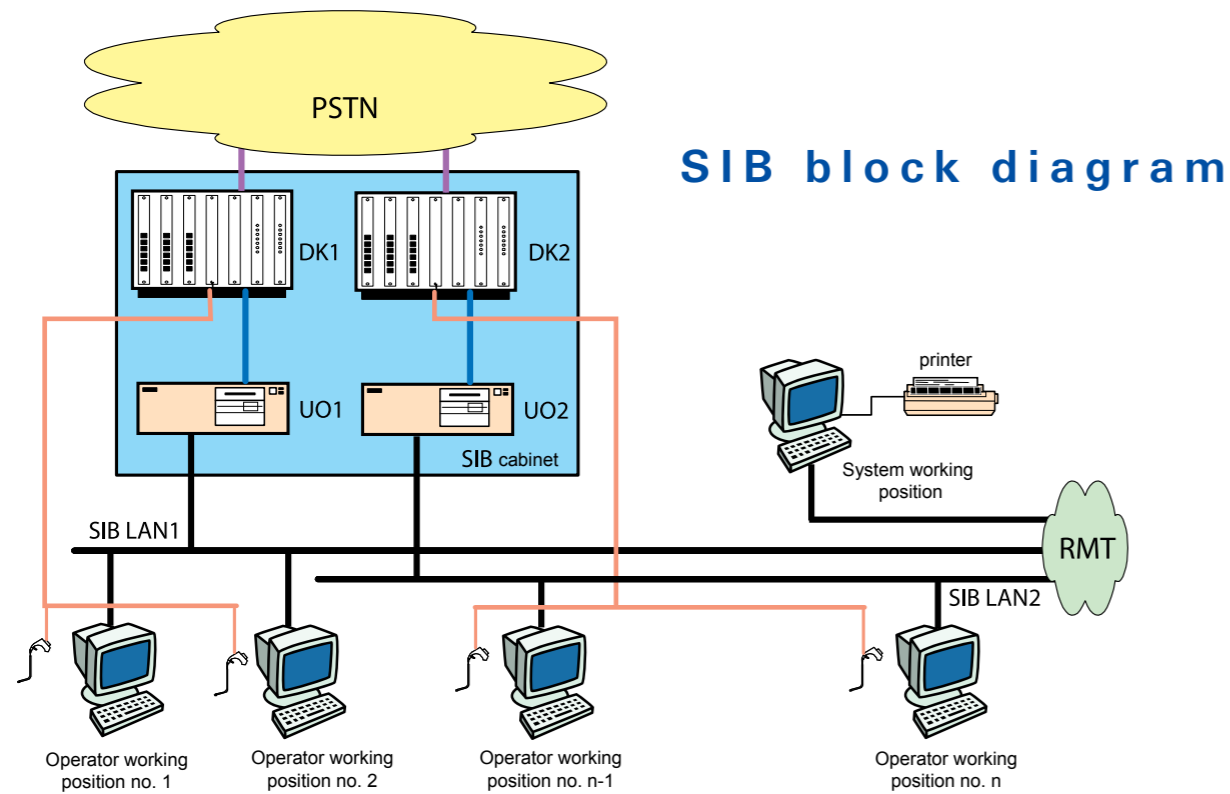 PSTN
SIB block diagram
DK1
DK2
printer
UO1
UO2
SIB cabinet
System working
position
SIB LAN1
RMT
SIB LAN2
Operator working
position no. 1
Operator working
position no. 2
Operator working
position no. n-1
Operator working
position no. n